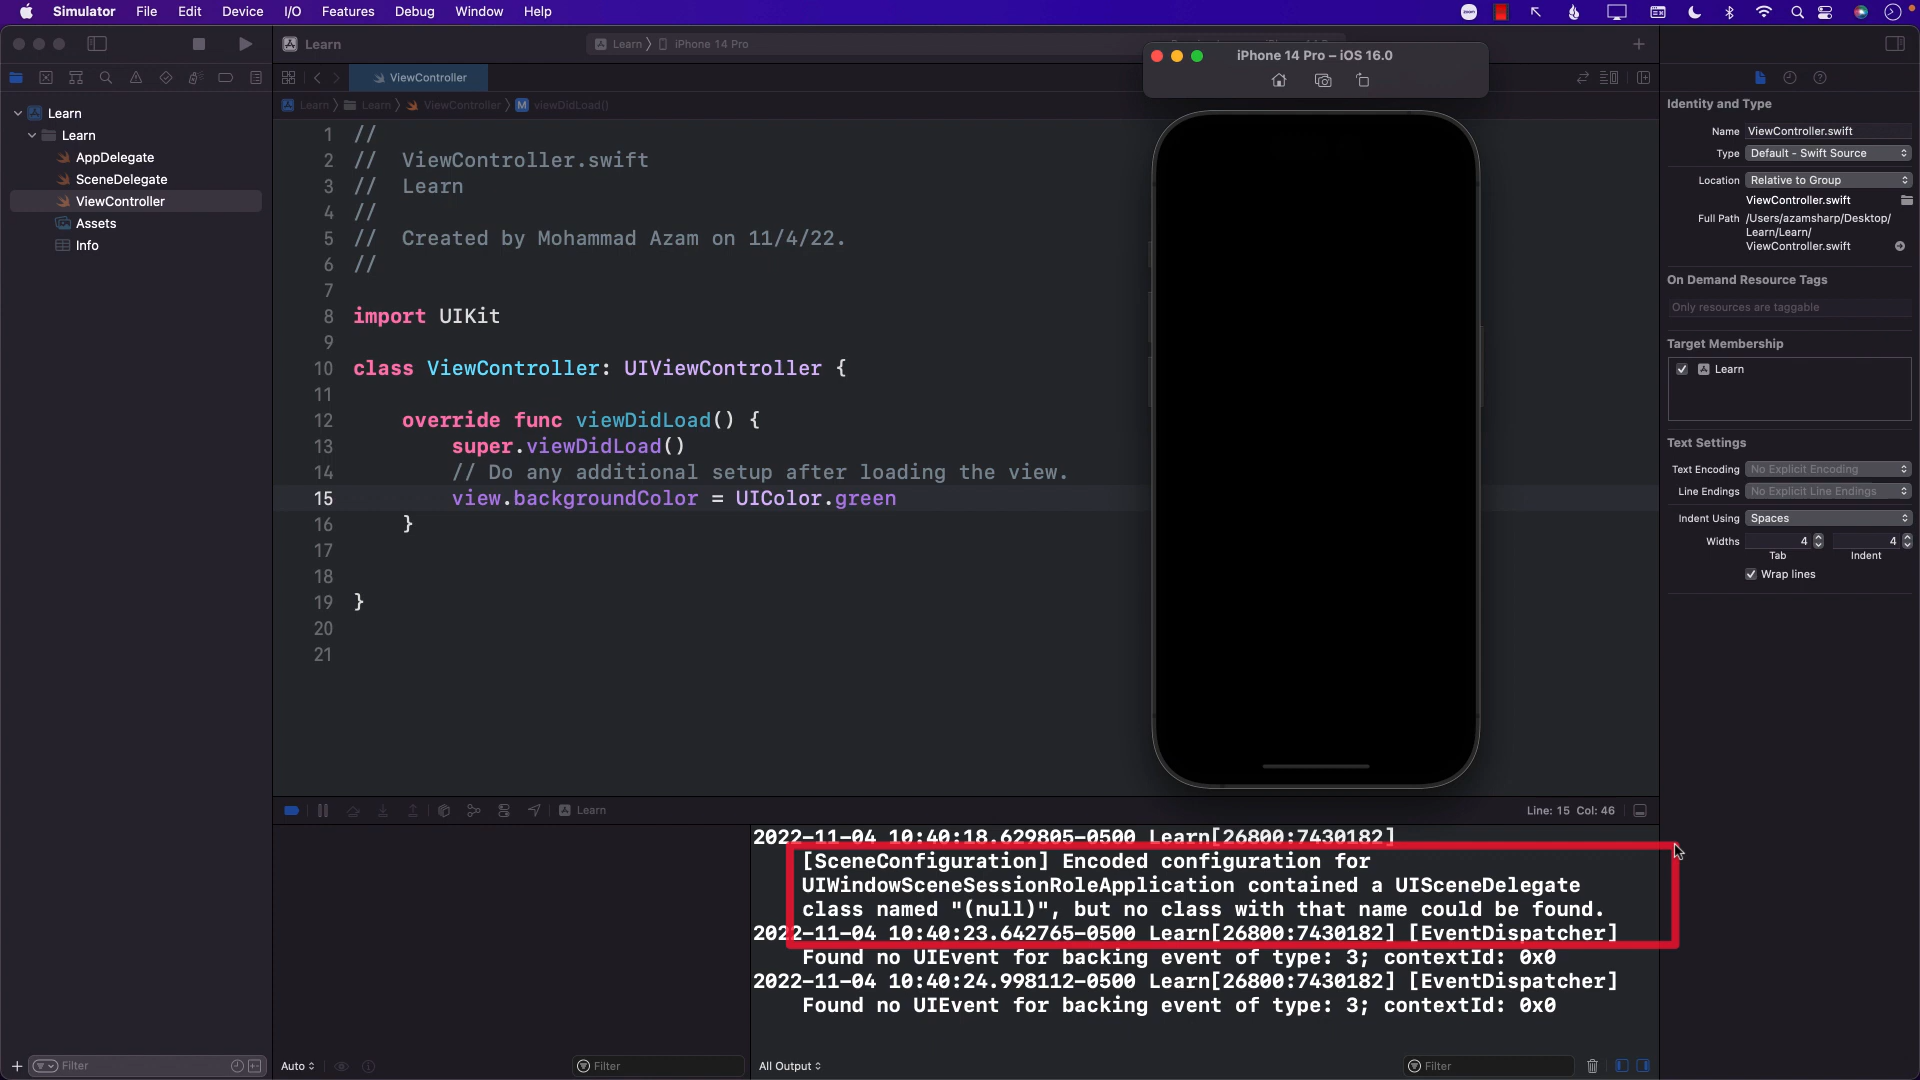 Simulator File Edit Device I/O Features Debug Window Help
Learn
Learn iPhone 14 Pro
iPhone 14 Pro – iOS 16.0
ViewController
Learn Learn ViewController M viewDidLoad()
Learn
Learn
AppDelegate
SceneDelegate
ViewController
Assets
Info
1 //
2 // ViewController.swift
3 // Learn
4 //
5 // Created by Mohammad Azam on 11/4/22.
6 //
7
8 import UIKit
9
10 class ViewController: UIViewController {
11
12 override func viewDidLoad() {
13 super.viewDidLoad()
14 // Do any additional setup after loading the view.
15 view.backgroundColor = UIColor.green
16 }
17
18
19 }
20
21
Identity and Type
Name ViewController.swift
Type Default - Swift Source
Location Relative to Group
ViewController.swift
Full Path /Users/azamsharp/Desktop/
Learn/Learn/
ViewController.swift
On Demand Resource Tags
Only resources are taggable
Target Membership
Learn
Text Settings
Text Encoding No Explicit Encoding
Line Endings No Explicit Line Endings
Indent Using Spaces
Widths 4 4
Tab Indent
Wrap lines
Learn
Line: 15 Col: 46
2022-11-04 10:40:18.629805-0500 Learn[26800:7430182]
[SceneConfiguration] Encoded configuration for
UIWindowSceneSessionRoleApplication contained a UISceneDelegate
class named "(null)", but no class with that name could be found.
2022-11-04 10:40:23.642765-0500 Learn[26800:7430182] [EventDispatcher]
Found no UIEvent for backing event of type: 3; contextId: 0x0
2022-11-04 10:40:24.998112-0500 Learn[26800:7430182] [EventDispatcher]
Found no UIEvent for backing event of type: 3; contextId: 0x0
Filter
Auto
Filter
All Output
Filter